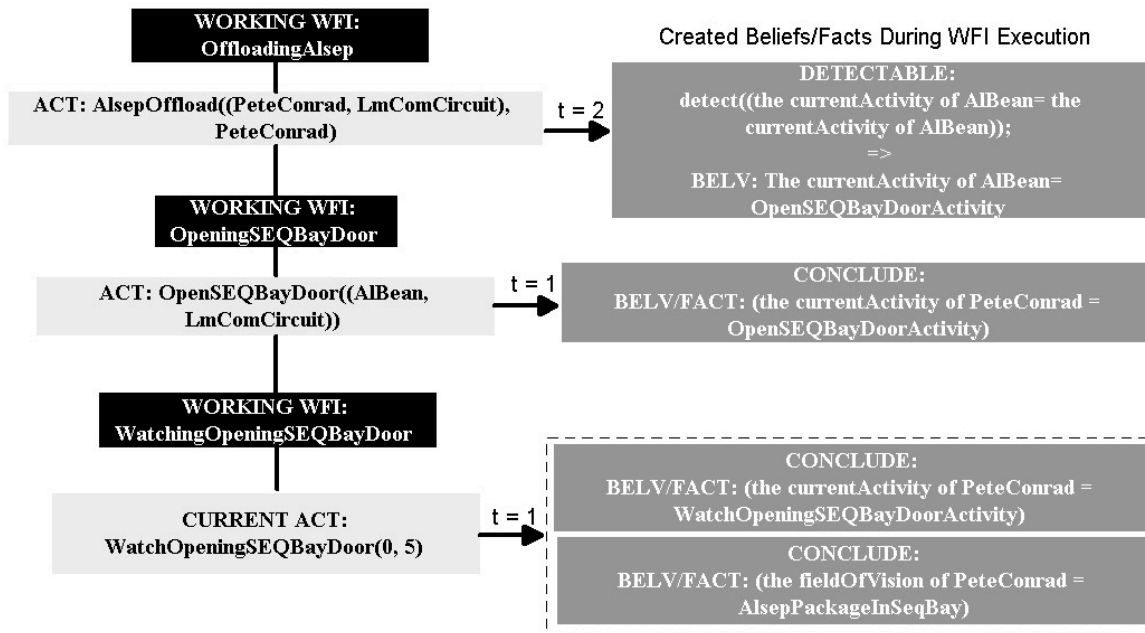 WORKING WFI:
OffloadingAlsep
Created Beliefs/Facts During WFI Execution
ACT: AlsepOffload((PeteConrad, LmComCircuit),
PeteConrad)
t = 2
DETECTABLE:
detect((the currentActivity of AlBean= the
currentActivity of AlBean));
=>
BELV: The currentActivity of AlBean=
OpenSEQBayDoorActivity
WORKING WFI:
OpeningSEQBayDoor
ACT: OpenSEQBayDoor((AlBean,
LmComCircuit))
t = 1
CONCLUDE:
BELV/FACT: (the currentActivity of PeteConrad =
OpenSEQBayDoorActivity)
WORKING WFI:
WatchingOpeningSEQBayDoor
CURRENT ACT:
WatchOpeningSEQBayDoor(0, 5)
t = 1
CONCLUDE:
BELV/FACT: (the currentActivity of PeteConrad =
WatchOpeningSEQBayDoorActivity)
CONCLUDE:
BELV/FACT: (the fieldOfVision of PeteConrad =
AlsepPackageInSeqBay)